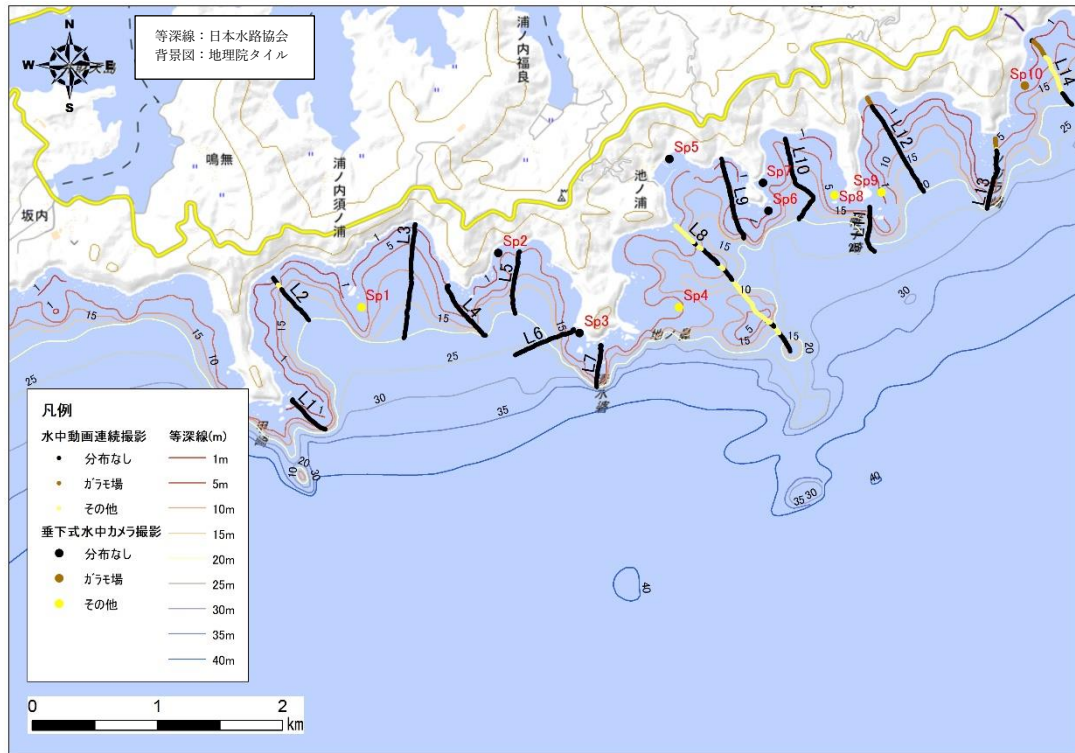 等深線：日本水路協会
背景図：地理院タイル
N
W
E
S
浦ノ内福良
鳴無
浦ノ内須ノ浦
池ノ浦
坂内
Sp1
Sp2
Sp3
Sp4
Sp5
Sp6
Sp7
Sp8
Sp9
Sp10
L1
L2
L3
L4
L5
L6
L7
L8
L9
L10
L12
L13
L14
凡例
水中動画連続撮影
分布なし
ガラモ場
その他
垂下式水中カメラ撮影
分布なし
ガラモ場
その他
等深線(m)
1m
5m
10m
15m
20m
25m
30m
35m
40m
0
1
2
km